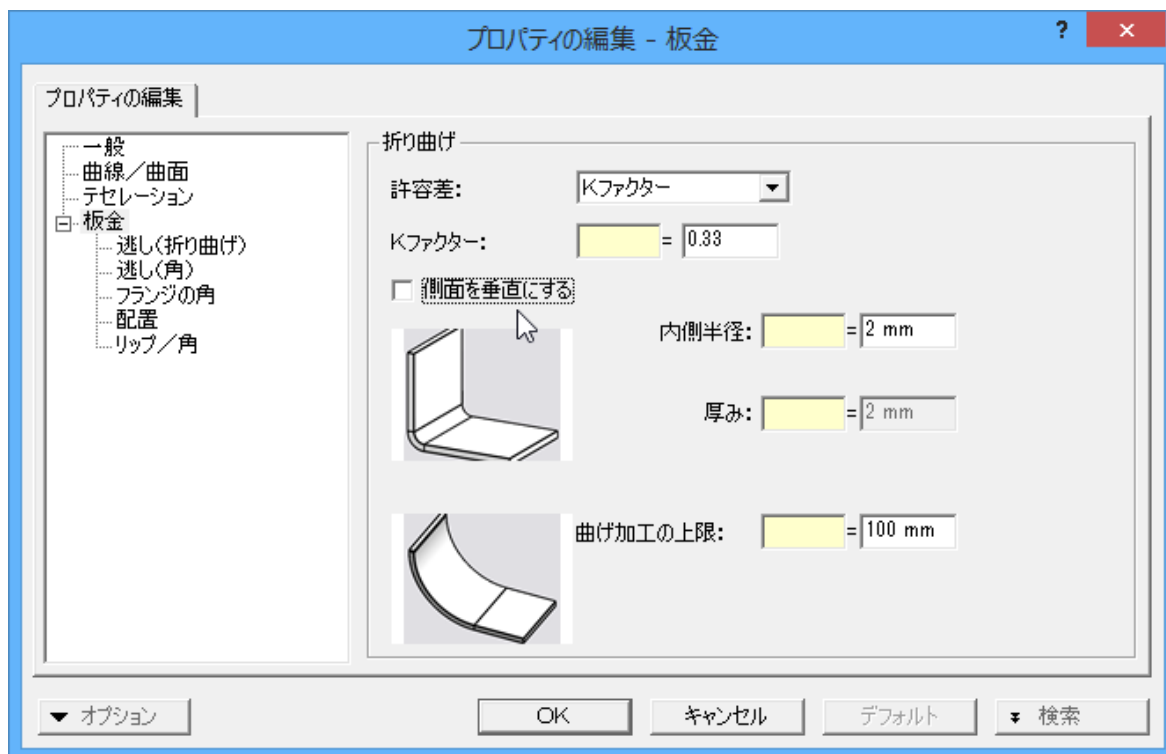 プロパティの編集 - 板金
?
×
プロパティの編集
一般
曲線／曲面
テセレーション
板金
逃し(折り曲げ)
逃し(角)
フランジの角
配置
リップ／角
折り曲げ
許容差: Kファクター
Kファクター: = 0.33
側面を垂直にする
内側半径: = 2 mm
厚み: = 2 mm
曲げ加工の上限: = 100 mm
オプション OK キャンセル デフォルト 検索